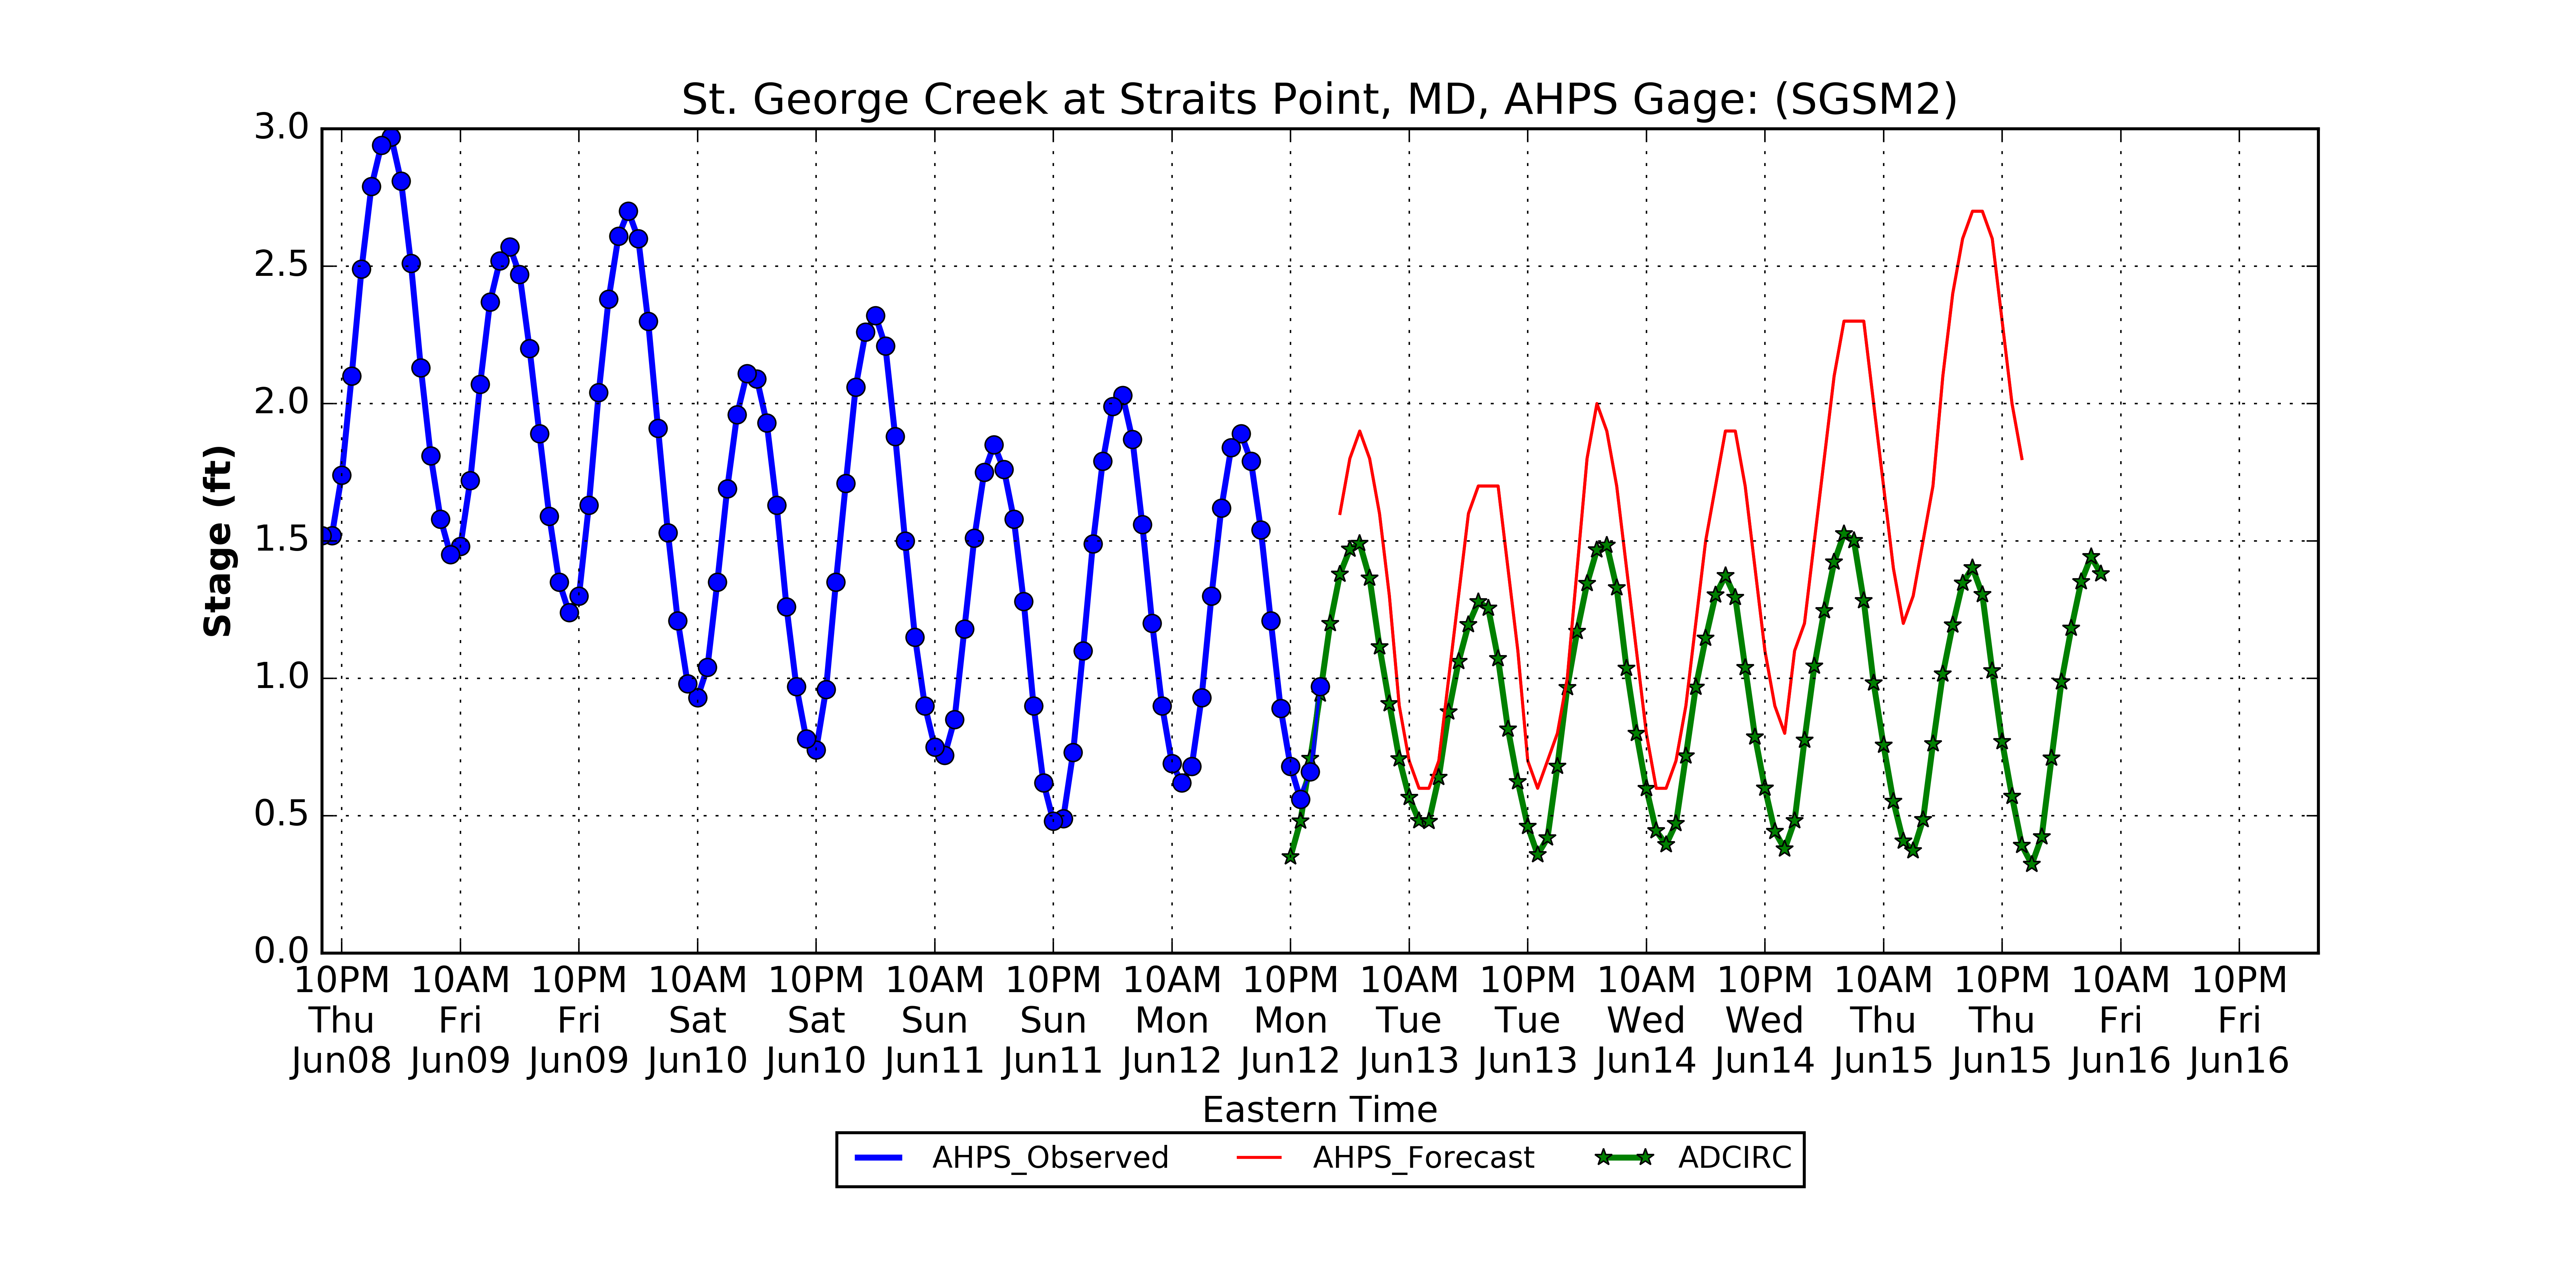 St. George Creek at Straits Point, MD, AHPS Gage: (SGSM2)
3.0
2.5
2.0
1.5
1.0
0.5
0.0
Stage (ft)
10PM 10AM 10PM 10AM 10PM 10AM 10PM 10AM 10PM 10AM 10PM 10AM 10PM 10AM 10PM 10AM 10PM
Thu Fri Fri Sat Sat Sun Sun Mon Mon Tue Tue Wed Wed Thu Thu Fri Fri
Jun08 Jun09 Jun09 Jun10 Jun10 Jun11 Jun11 Jun12 Jun12 Jun13 Jun13 Jun14 Jun14 Jun15 Jun15 Jun16 Jun16
Eastern Time
AHPS_Observed AHPS_Forecast ADCIRC